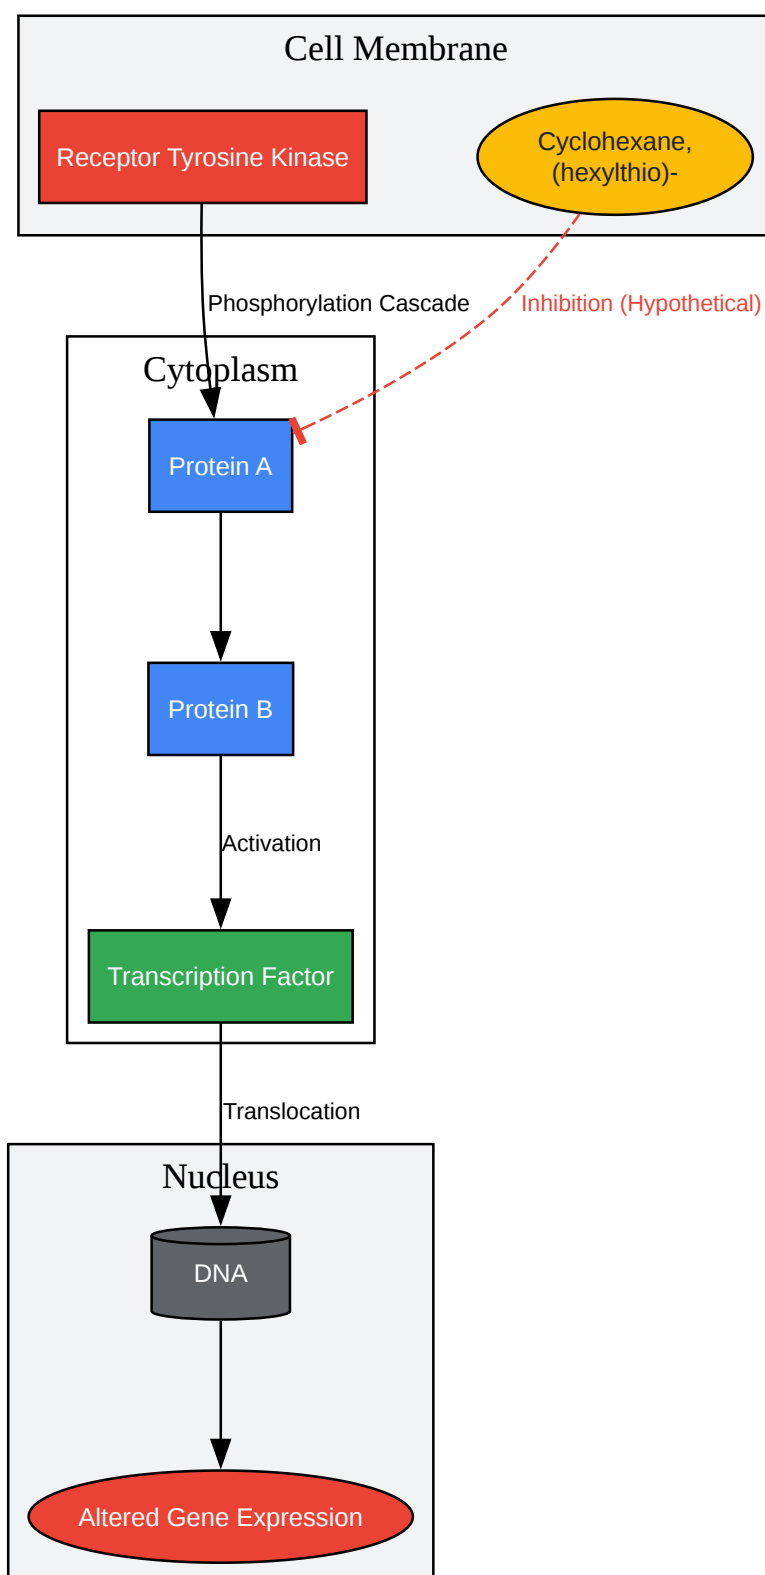 Cell Membrane
Receptor Tyrosine Kinase
Cyclohexane,
(hexylthio)-
Phosphorylation Cascade
Inhibition (Hypothetical)
Cytoplasm
Protein A
Protein B
Activation
Transcription Factor
Translocation
Nucleus
DNA
Altered Gene Expression